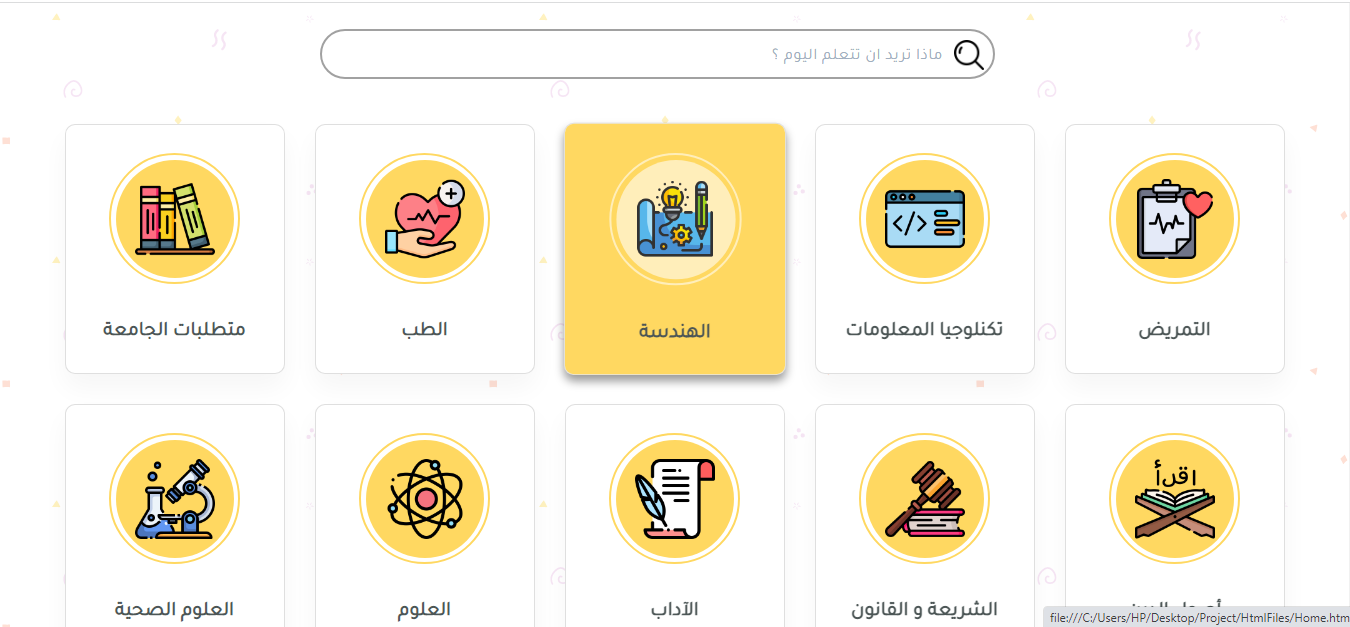 ماذا تريد ان تتعلم اليوم ؟
التمريض
تكنلوجيا المعلومات
الهندسة
الطب
متطلبات الجامعة
اقرأ
الشريعة و القانون
الآداب
العلوم
العلوم الصحية
file:///C:/Users/HP/Desktop/Project/HtmlFiles/Home.htm